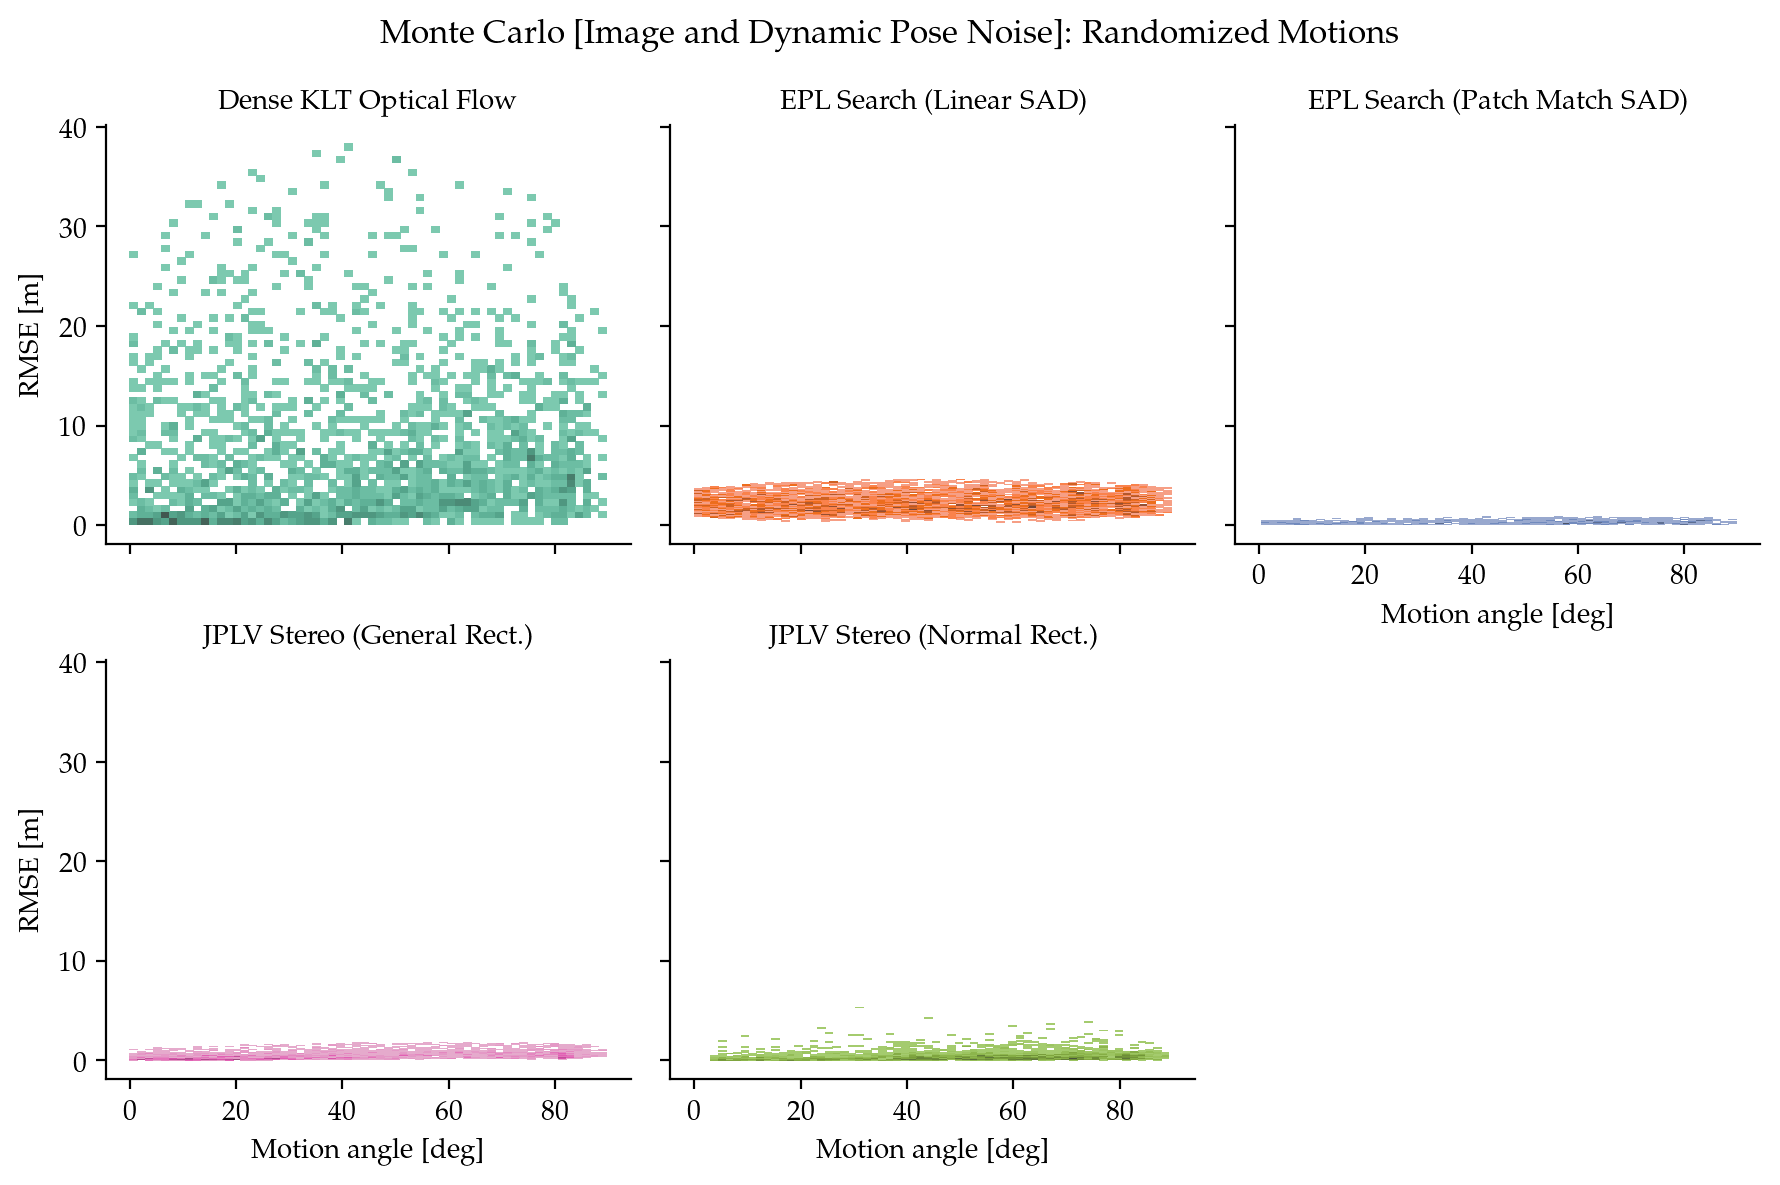 Monte Carlo [Image and Dynamic Pose Noise]: Randomized Motions
Dense KLT Optical Flow
EPL Search (Linear SAD)
EPL Search (Patch Match SAD)
RMSE [m]
40
30
20
10
0
0 20 40 60 80
Motion angle [deg]
JPLV Stereo (General Rect.)
JPLV Stereo (Normal Rect.)
RMSE [m]
40
30
20
10
0
0 20 40 60 80
Motion angle [deg]
0 20 40 60 80
Motion angle [deg]